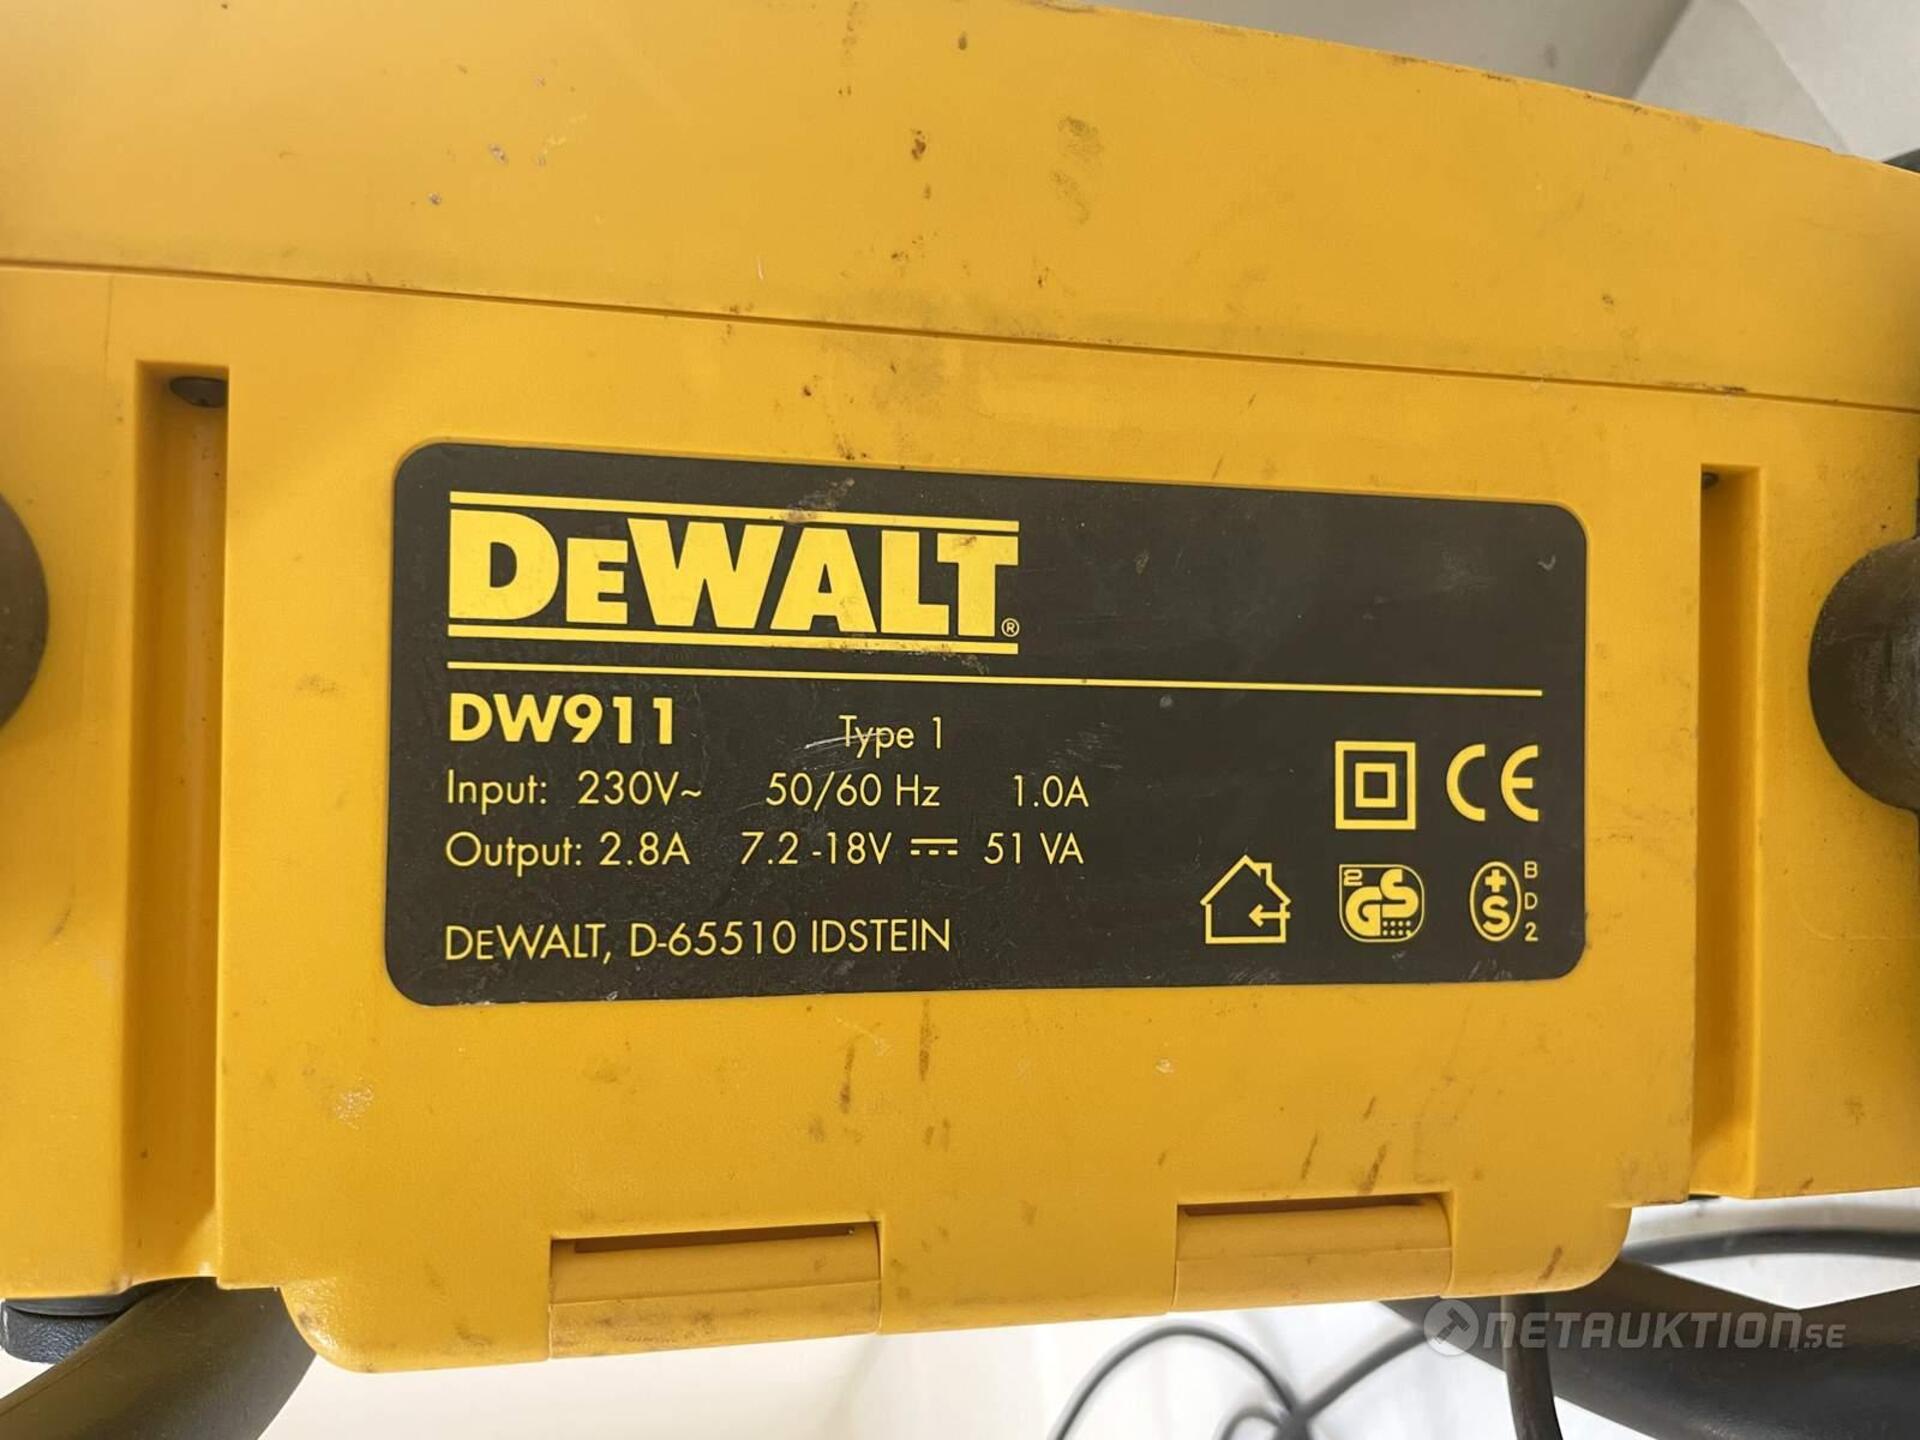 DEWALT®
DW911 Type 1
Input: 230V~ 50/60 Hz 1.0A
Output: 2.8A 7.2 -18V ⎓ 51 VA
DEWALT, D-65510 IDSTEIN
CE
2 GS
+S BD2
NETAUKTION.SE